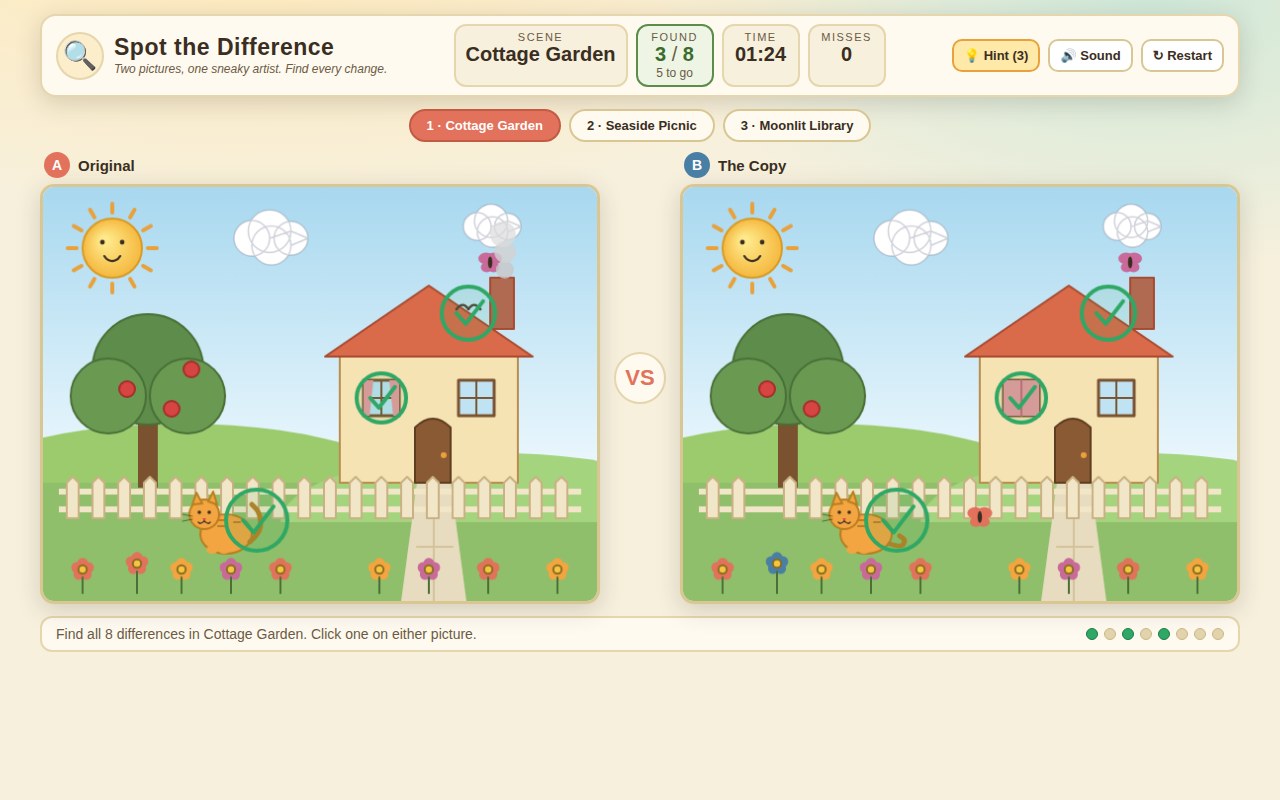 Spot the Difference
Two pictures, one sneaky artist. Find every change.
SCENE
Cottage Garden
FOUND
3 / 8
5 to go
TIME
01:24
MISSES
0
💡 Hint (3)
🔊 Sound
↻ Restart
1 · Cottage Garden
2 · Seaside Picnic
3 · Moonlit Library
A Original
B The Copy
VS
Find all 8 differences in Cottage Garden. Click one on either picture.